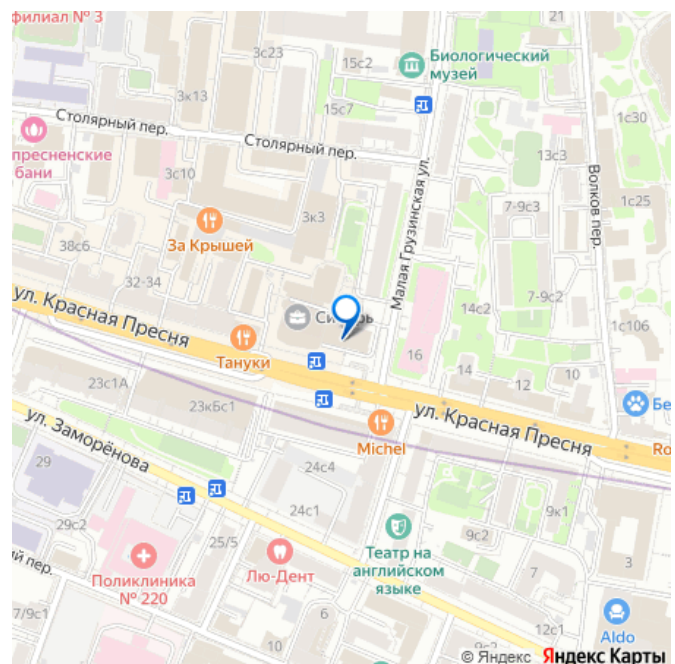 филиал № 3
3к23
15с2
Биологический
музей
3к13
15с7
1с30
Столярный пер.
Столярный пер.
пресненские
бани
13с3
3с10
Волков пер.
1с25
7-9с3
3к3
Малая Грузинская ул.
За Крышей
38с6
32-34
7-9с2
14с2
ул. Красная Пресня
1с106
Тануки
16
14
12
10
23с1А
23кБс1
Бе
ул. Красная Пресня
ул. Заморёнова
Michel
Ro
29
24с4
24с1
9к1
29с2
25/5
9с2
Театр на
английском
языке
3
й пер.
Поликлиника
№ 220
Лю-Дент
7
7/9с1
6
12с1
Aldo
10
9с2
© Яндекс Яндекс Карты